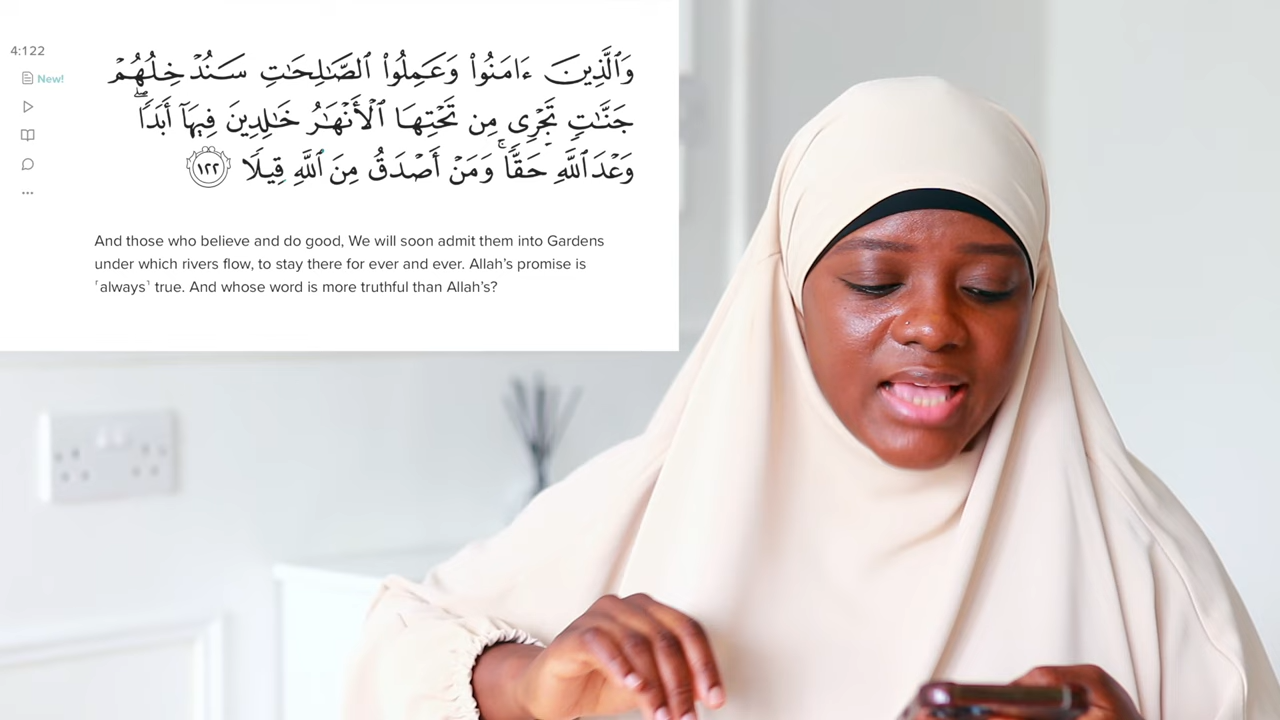 4:122
New!
وَٱلَّذِينَ ءَامَنُوا۟ وَعَمِلُوا۟ ٱلصَّـٰلِحَـٰتِ سَنُدْخِلُهُمْ
جَنَّـٰتٍ تَجْرِى مِن تَحْتِهَا ٱلْأَنْهَـٰرُ خَـٰلِدِينَ فِيهَآ أَبَدًا ۖ
وَعْدَ ٱللَّهِ حَقًّا ۚ وَمَنْ أَصْدَقُ مِنَ ٱللَّهِ قِيلًا ١٢٢
And those who believe and do good, We will soon admit them into Gardens
under which rivers flow, to stay there for ever and ever. Allah’s promise is
˹always˺ true. And whose word is more truthful than Allah’s?